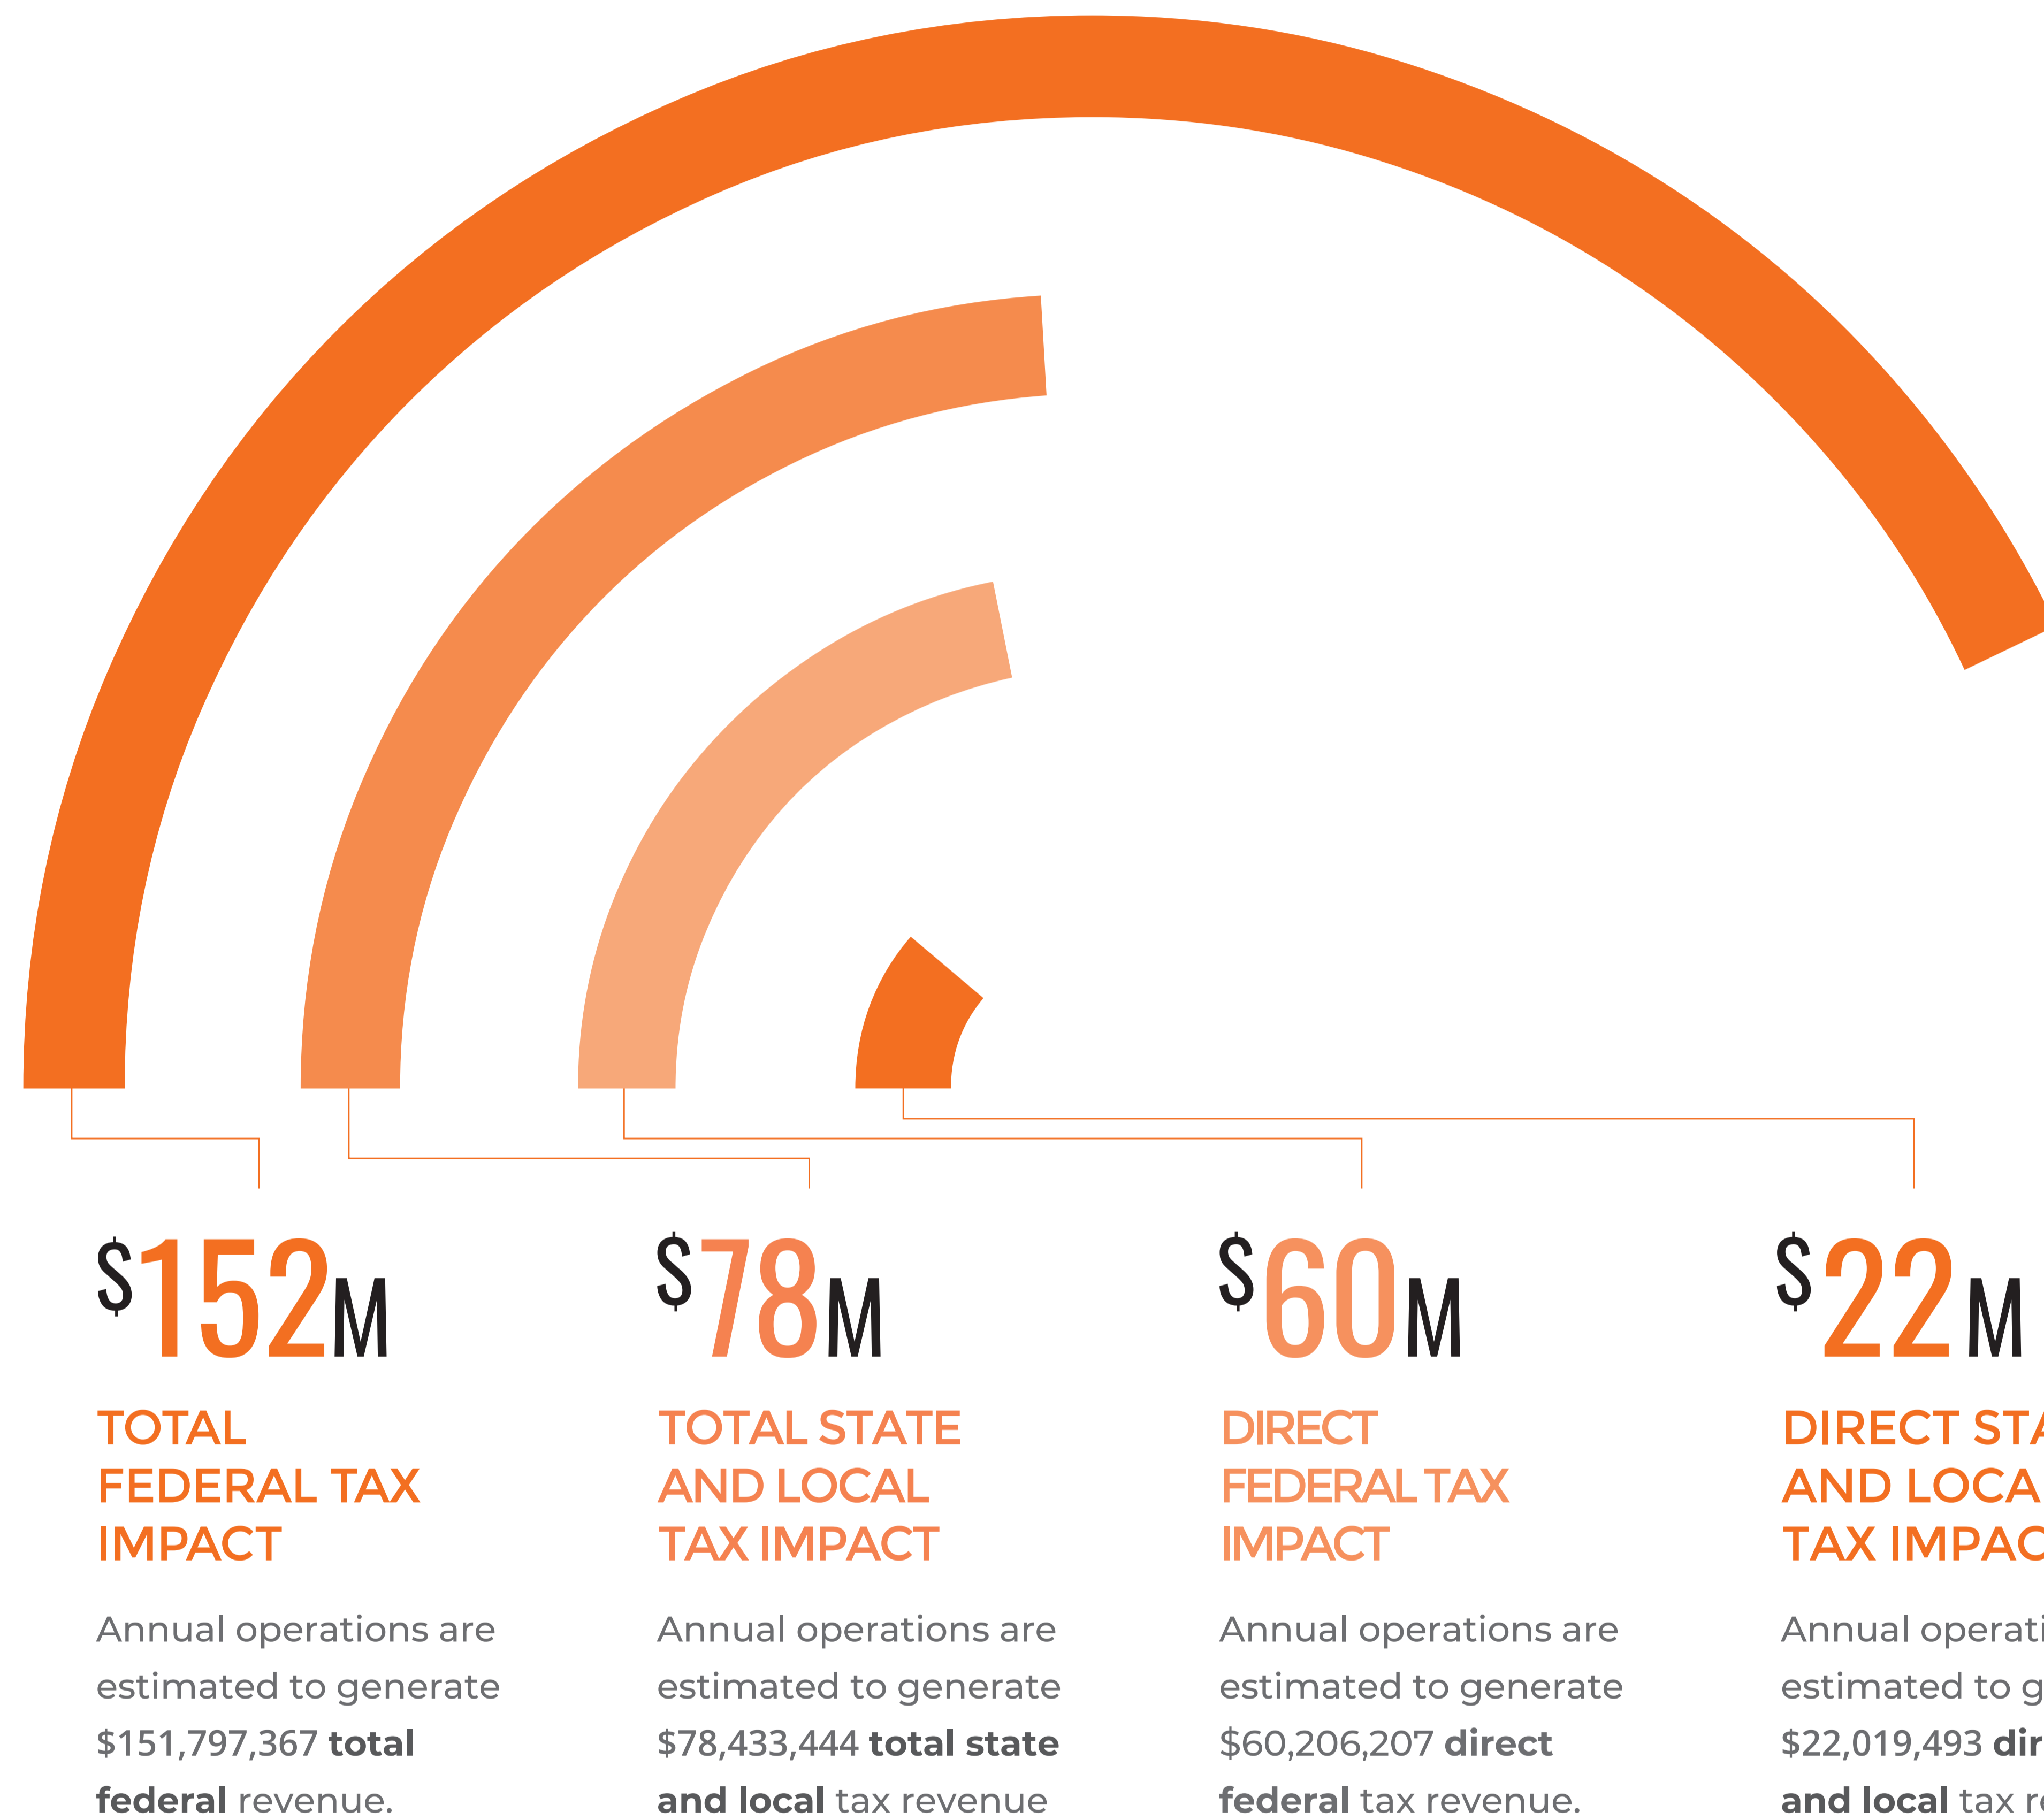 $152M
TOTAL
FEDERAL TAX
IMPACT
Annual operations are
estimated to generate
$151,797,367 total
federal revenue.
$78M
TOTAL STATE
AND LOCAL
TAX IMPACT
Annual operations are
estimated to generate
$78,433,444 total state
and local tax revenue
$60M
DIRECT
FEDERAL TAX
IMPACT
Annual operations are
estimated to generate
$60,206,207 direct
federal tax revenue.
$22M
DIRECT
AND
TAX
Annual
estimated to
$22,019,493
and local tax